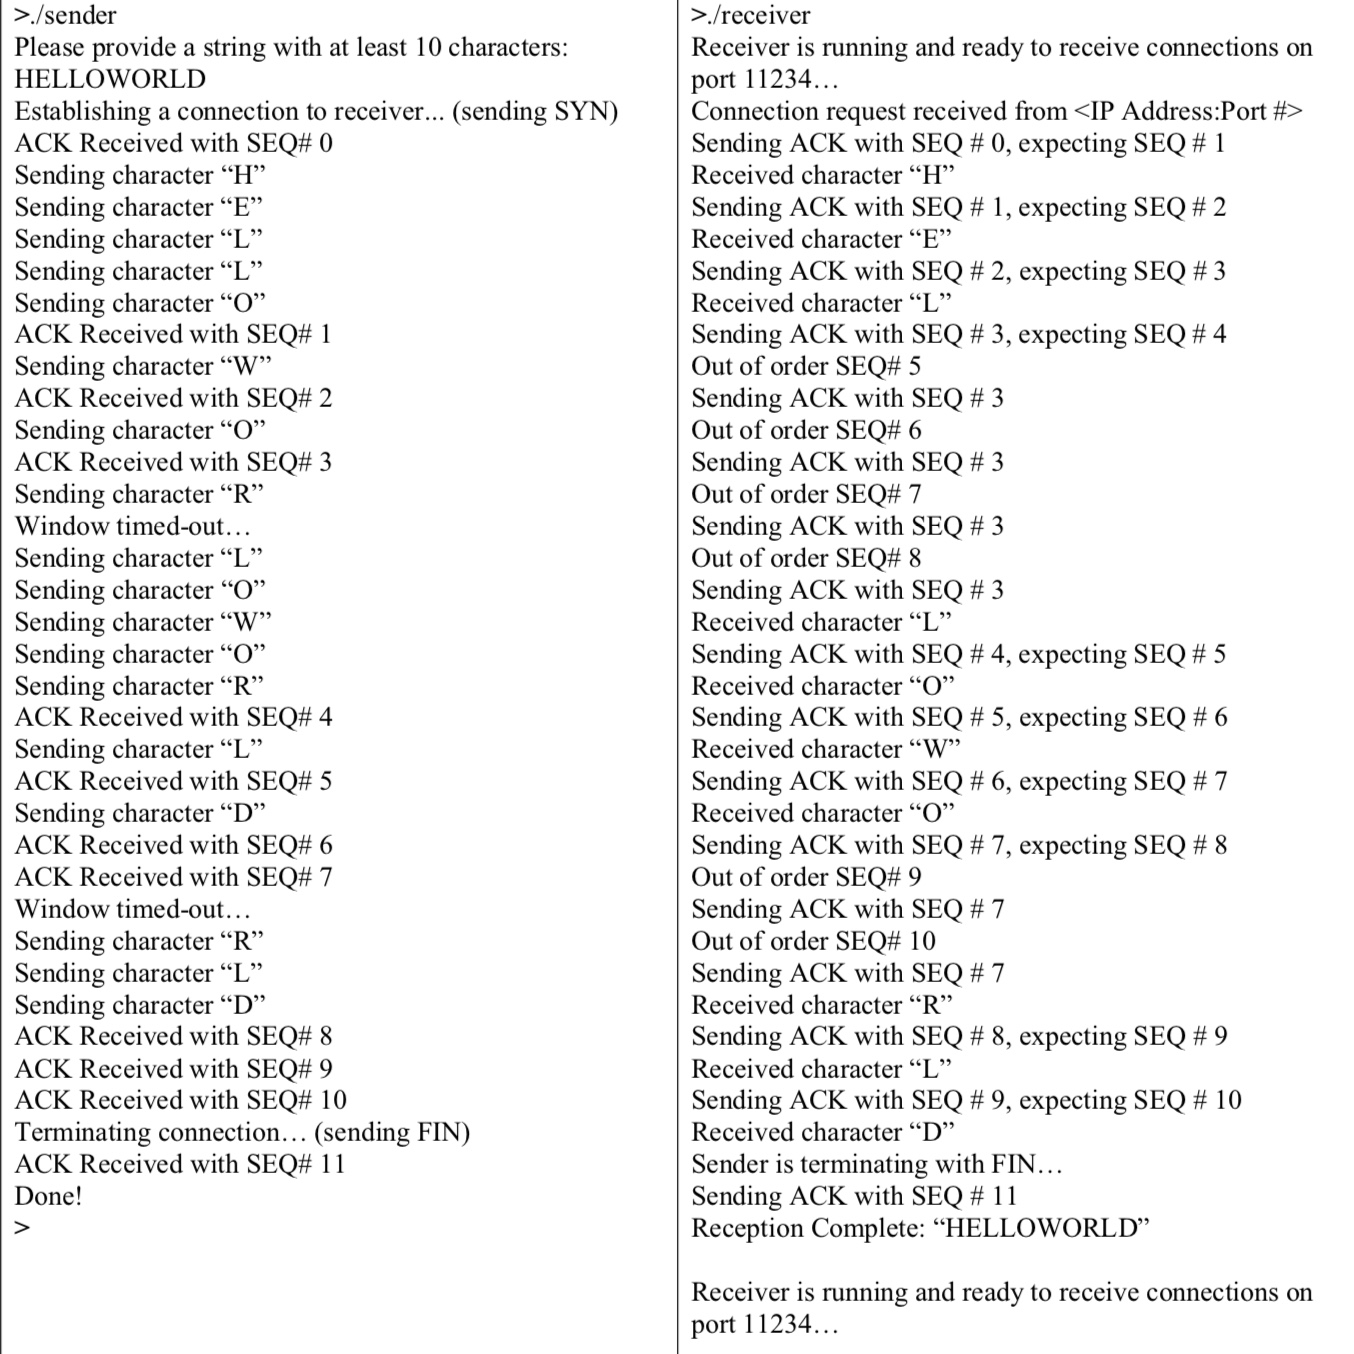 >./sender
Please provide a string with at least 10 characters:
HELLOWORLD
Establishing a connection to receiver... (sending SYN)
ACK Received with SEQ# 0
Sending character “H”
Sending character “E”
Sending character “L”
Sending character “L”
Sending character “O”
ACK Received with SEQ# 1
Sending character “W”
ACK Received with SEQ# 2
Sending character “O”
ACK Received with SEQ# 3
Sending character “R”
Window timed-out…
Sending character “L”
Sending character “O”
Sending character “W”
Sending character “O”
Sending character “R”
ACK Received with SEQ# 4
Sending character “L”
ACK Received with SEQ# 5
Sending character “D”
ACK Received with SEQ# 6
ACK Received with SEQ# 7
Window timed-out…
Sending character “R”
Sending character “L”
Sending character “D”
ACK Received with SEQ# 8
ACK Received with SEQ# 9
ACK Received with SEQ# 10
Terminating connection… (sending FIN)
ACK Received with SEQ# 11
Done!
>
>./receiver
Receiver is running and ready to receive connections on
port 11234…
Connection request received from <IP Address:Port #>
Sending ACK with SEQ # 0, expecting SEQ # 1
Received character “H”
Sending ACK with SEQ # 1, expecting SEQ # 2
Received character “E”
Sending ACK with SEQ # 2, expecting SEQ # 3
Received character “L”
Sending ACK with SEQ # 3, expecting SEQ # 4
Out of order SEQ# 5
Sending ACK with SEQ # 3
Out of order SEQ# 6
Sending ACK with SEQ # 3
Out of order SEQ# 7
Sending ACK with SEQ # 3
Out of order SEQ# 8
Sending ACK with SEQ # 3
Received character “L”
Sending ACK with SEQ # 4, expecting SEQ # 5
Received character “O”
Sending ACK with SEQ # 5, expecting SEQ # 6
Received character “W”
Sending ACK with SEQ # 6, expecting SEQ # 7
Received character “O”
Sending ACK with SEQ # 7, expecting SEQ # 8
Out of order SEQ# 9
Sending ACK with SEQ # 7
Out of order SEQ# 10
Sending ACK with SEQ # 7
Received character “R”
Sending ACK with SEQ # 8, expecting SEQ # 9
Received character “L”
Sending ACK with SEQ # 9, expecting SEQ # 10
Received character “D”
Sender is terminating with FIN…
Sending ACK with SEQ # 11
Reception Complete: “HELLOWORLD”
Receiver is running and ready to receive connections on
port 11234…